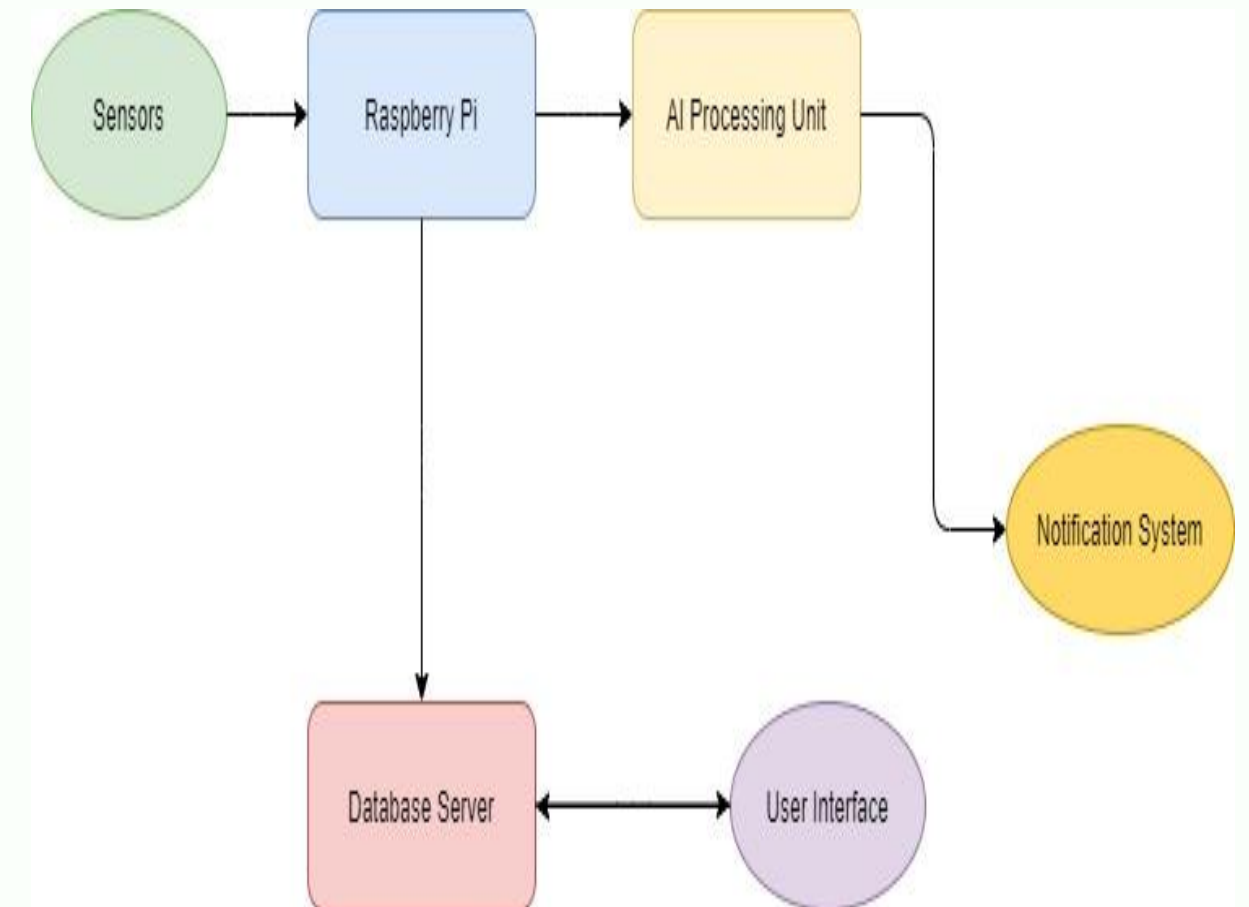 Sensors
Raspberry Pi
AI Processing Unit
Notification System
Database Server
User Interface